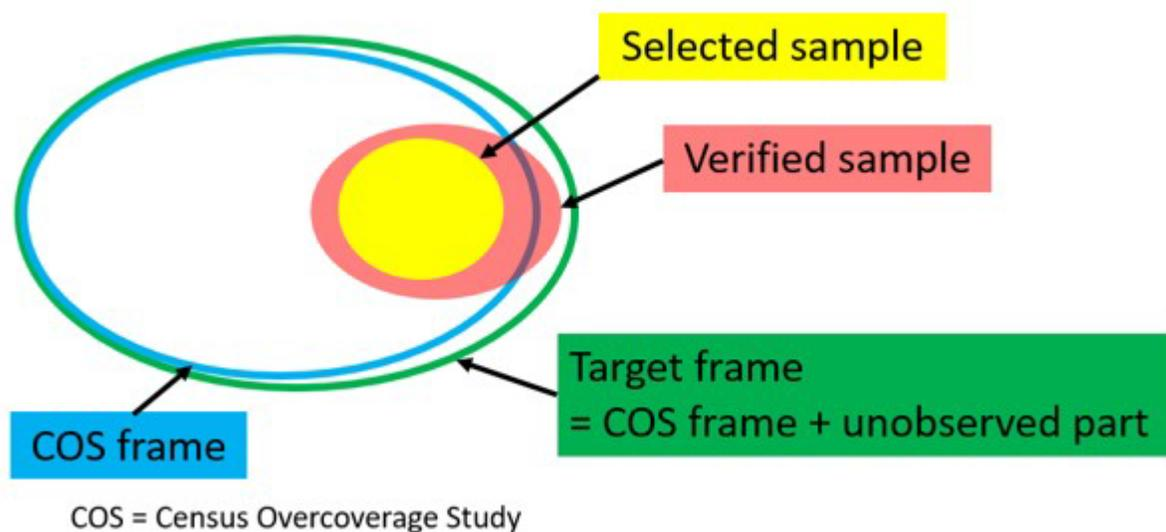 Selected sample
Verified sample
Target frame
= COS frame + unobserved part
COS frame
COS = Census Overcoverage Study